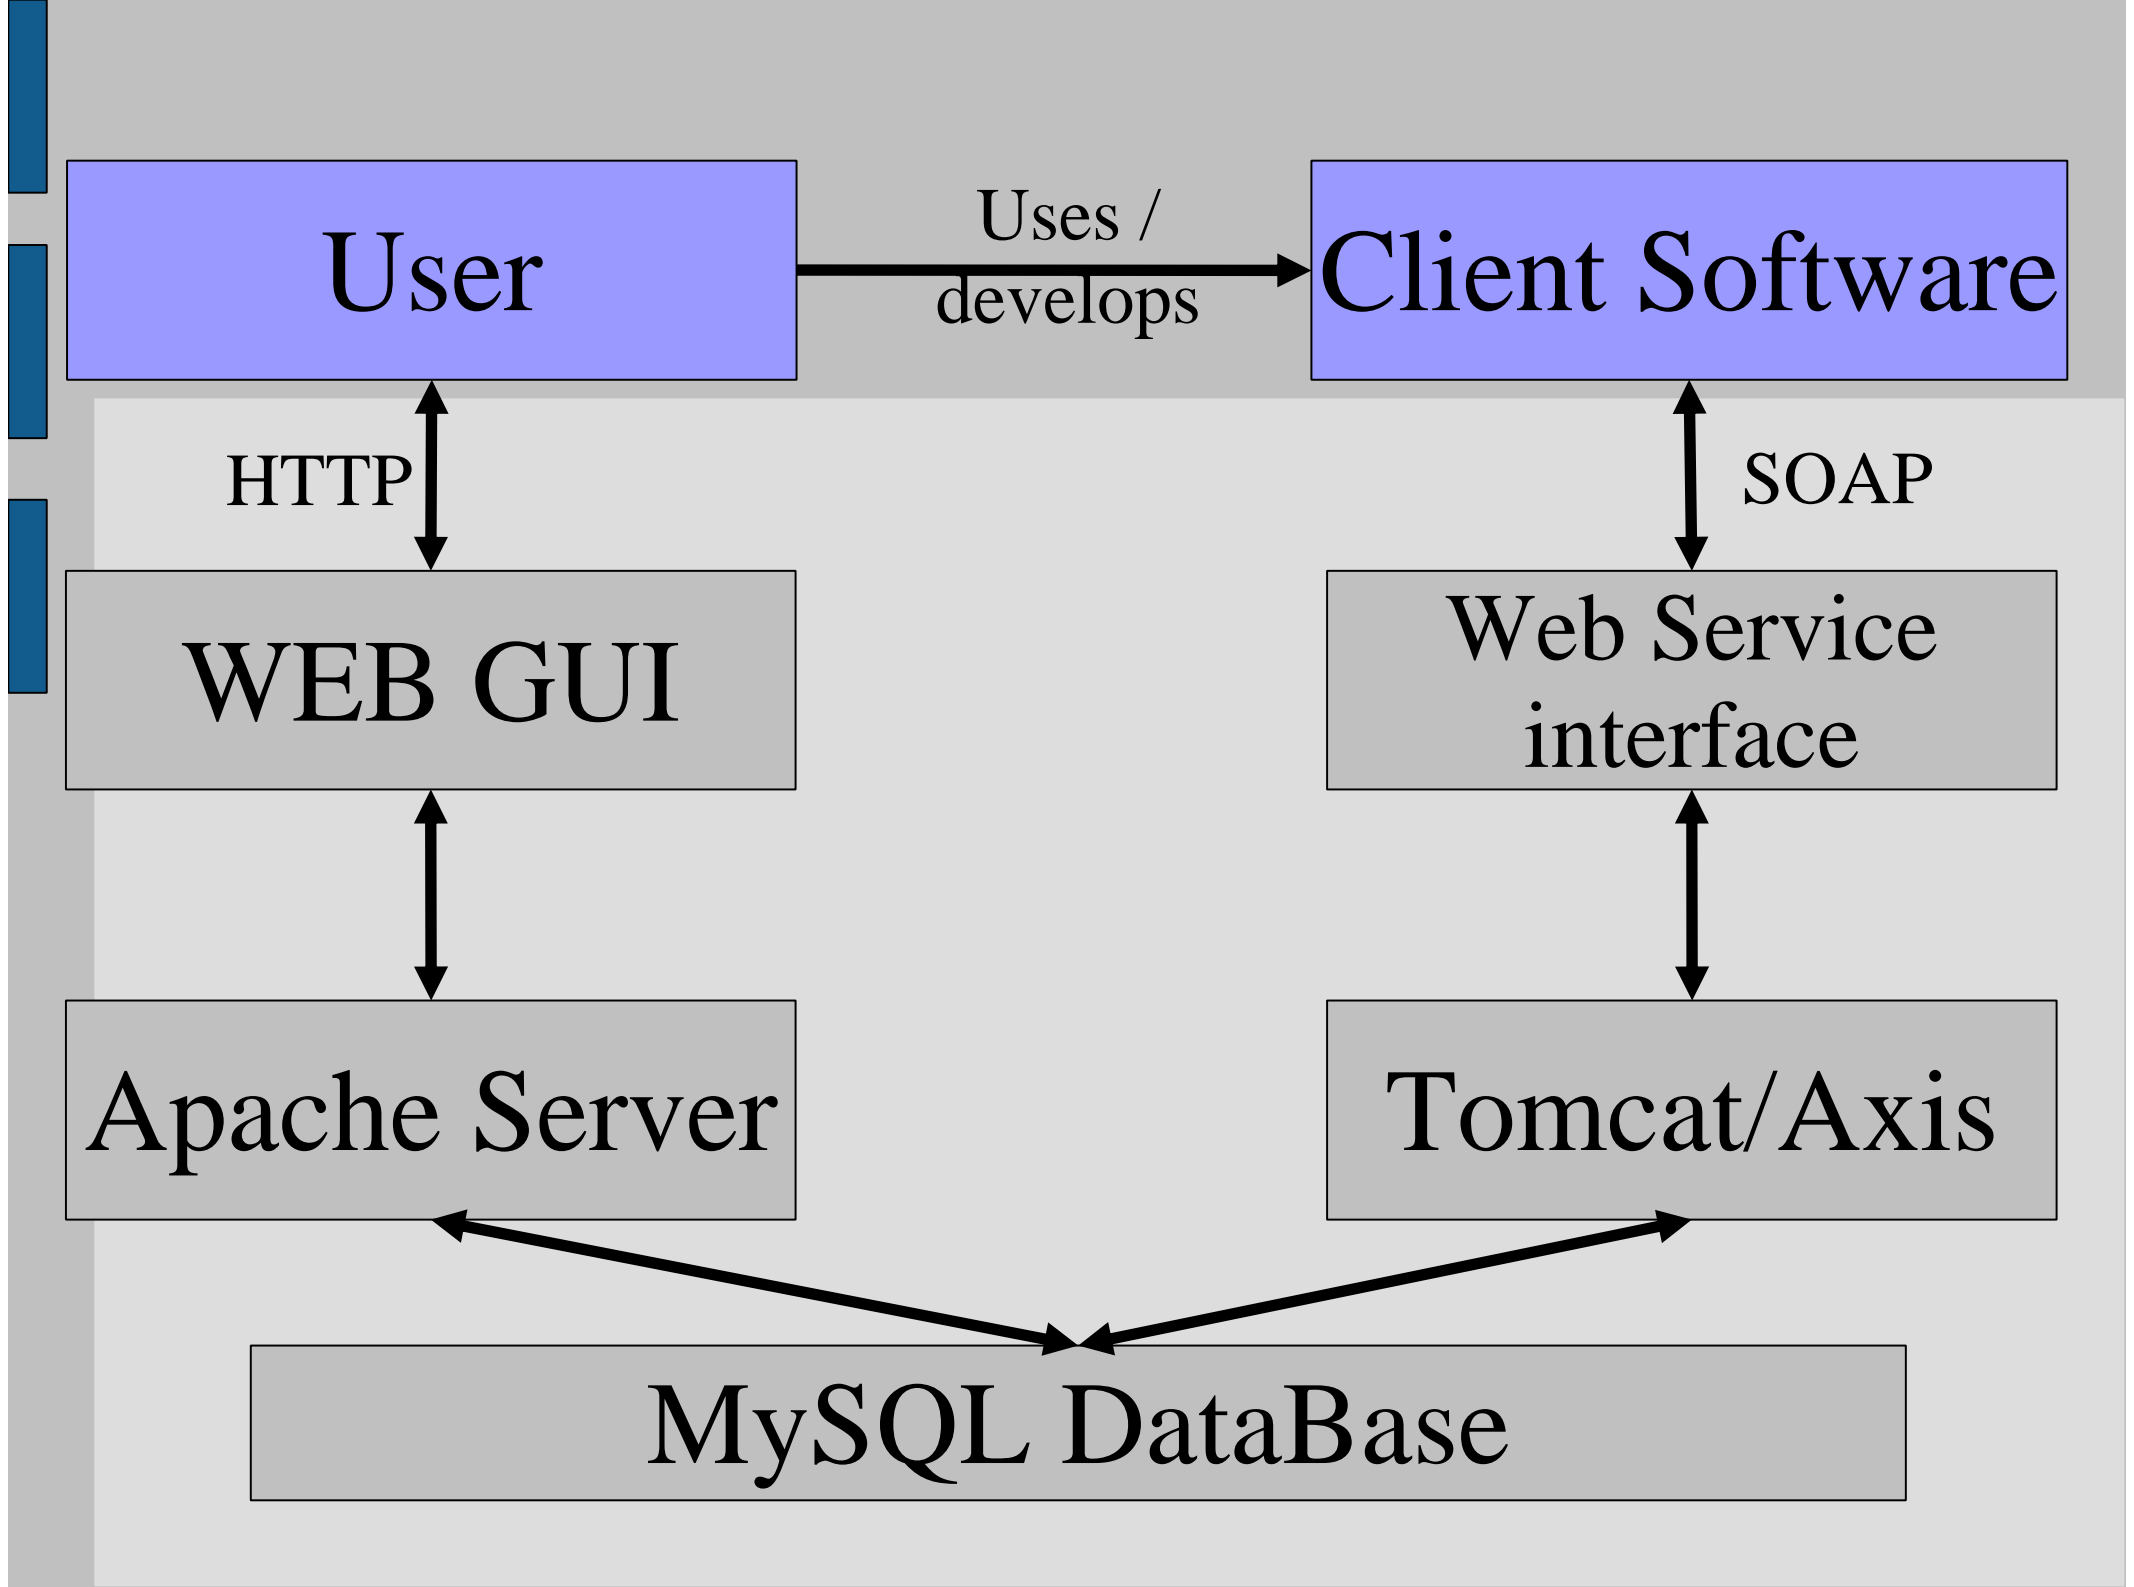 User
Uses /
develops
Client Software
HTTP
SOAP
WEB GUI
Web Service
interface
Apache Server
Tomcat/Axis
MySQL DataBase